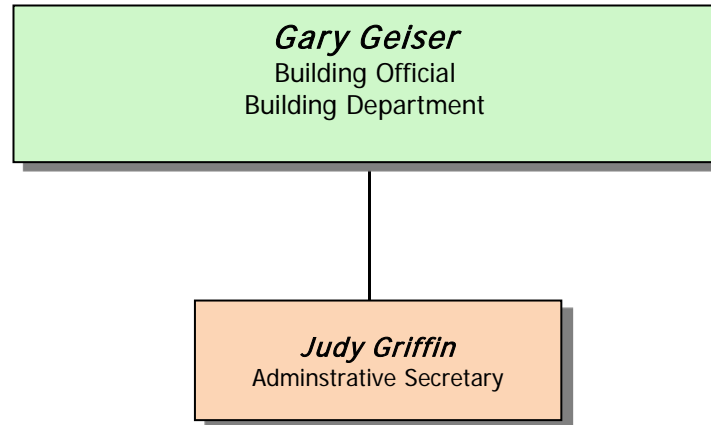 Gary Geiser
Building Official
Building Department
Judy Griffin
Adminstrative Secretary